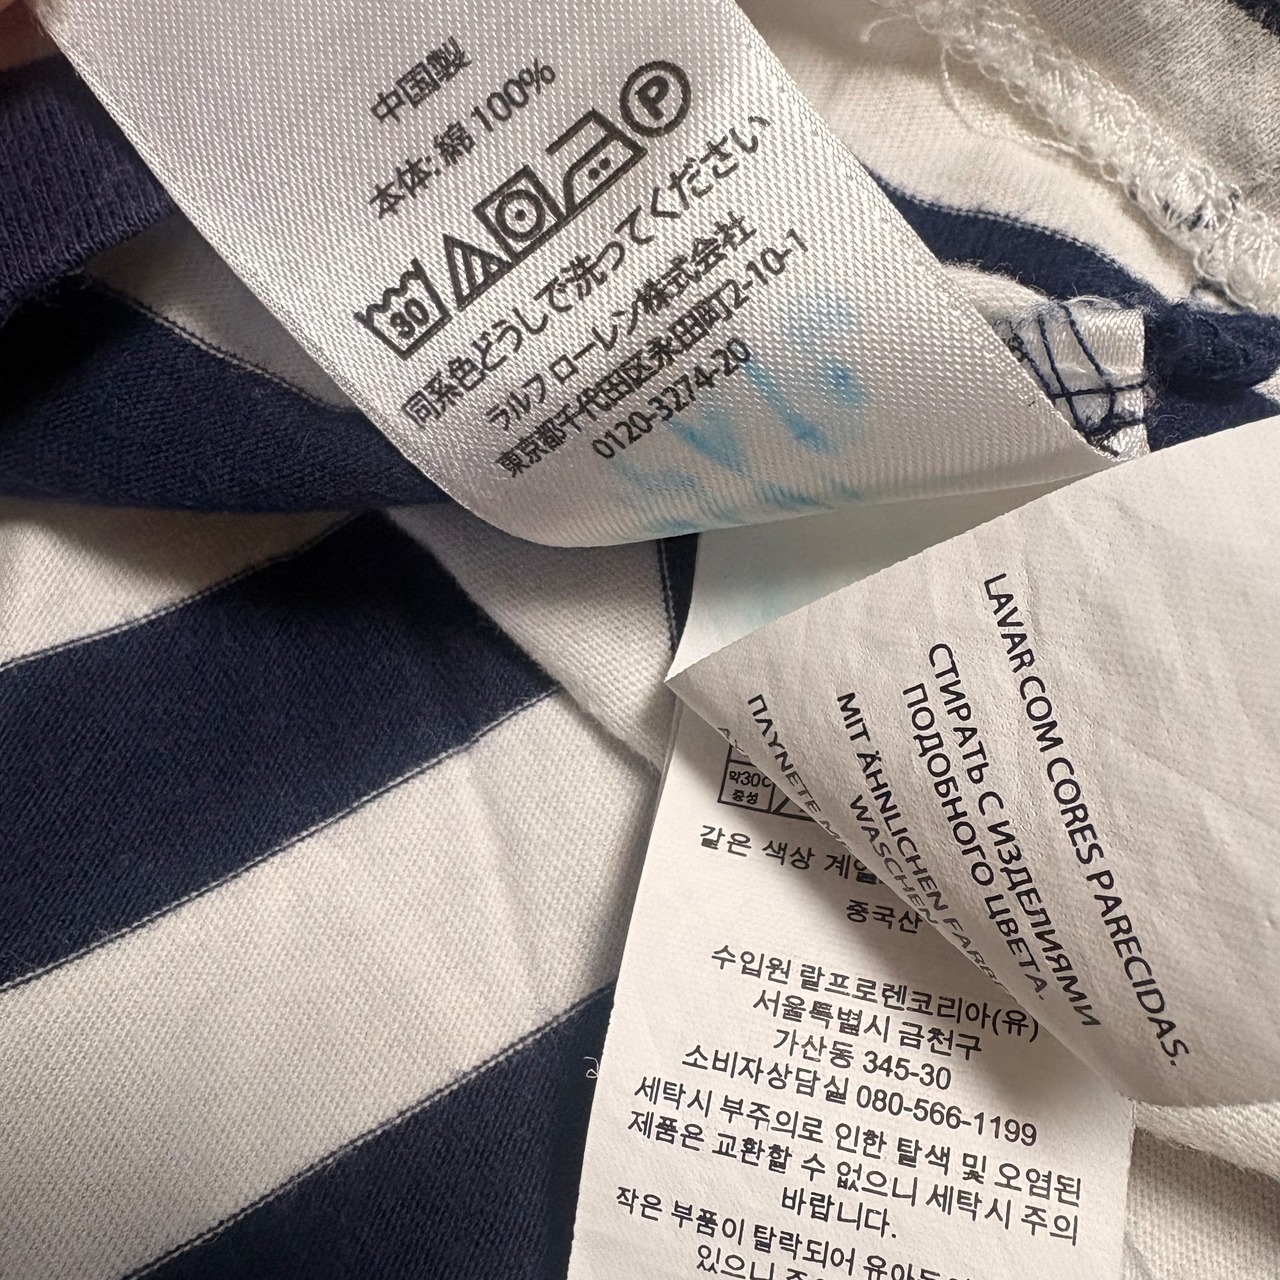 中国製
本体: 綿 100%
30
P
同系色どうしで洗ってください
ラルフ ローレン株式会社
東京都千代田区永田町2-10-1
0120-3274-20
LAVAR COM CORES PARECIDAS.
СТИРАТЬ С ИЗДЕЛИЯМИ
ПОДОБНОГО ЦВЕТА.
MIT ÄHNLICHEN
WASCHEN
약30℃
중성
같은 색상
중국산
수입원 랄프로렌코리아(유)
서울특별시 금천구
가산동 345-30
소비자상담실 080-566-1199
세탁시 부주의로 인한 탈색 및 오염된
제품은 교환할 수 없으니 세탁시 주의
바랍니다.
작은 부품이 탈락되어
있으니